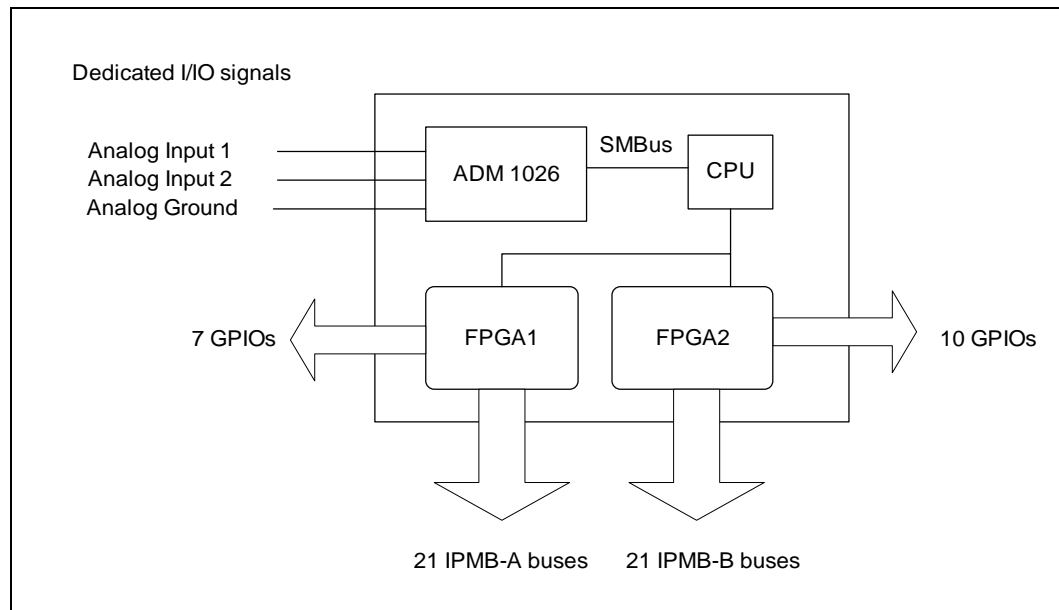 Dedicated I/IO signals
Analog Input 1
Analog Input 2
Analog Ground
ADM 1026
SMBus
CPU
7 GPIOs
FPGA1
FPGA2
10 GPIOs
21 IPMB-A buses
21 IPMB-B buses